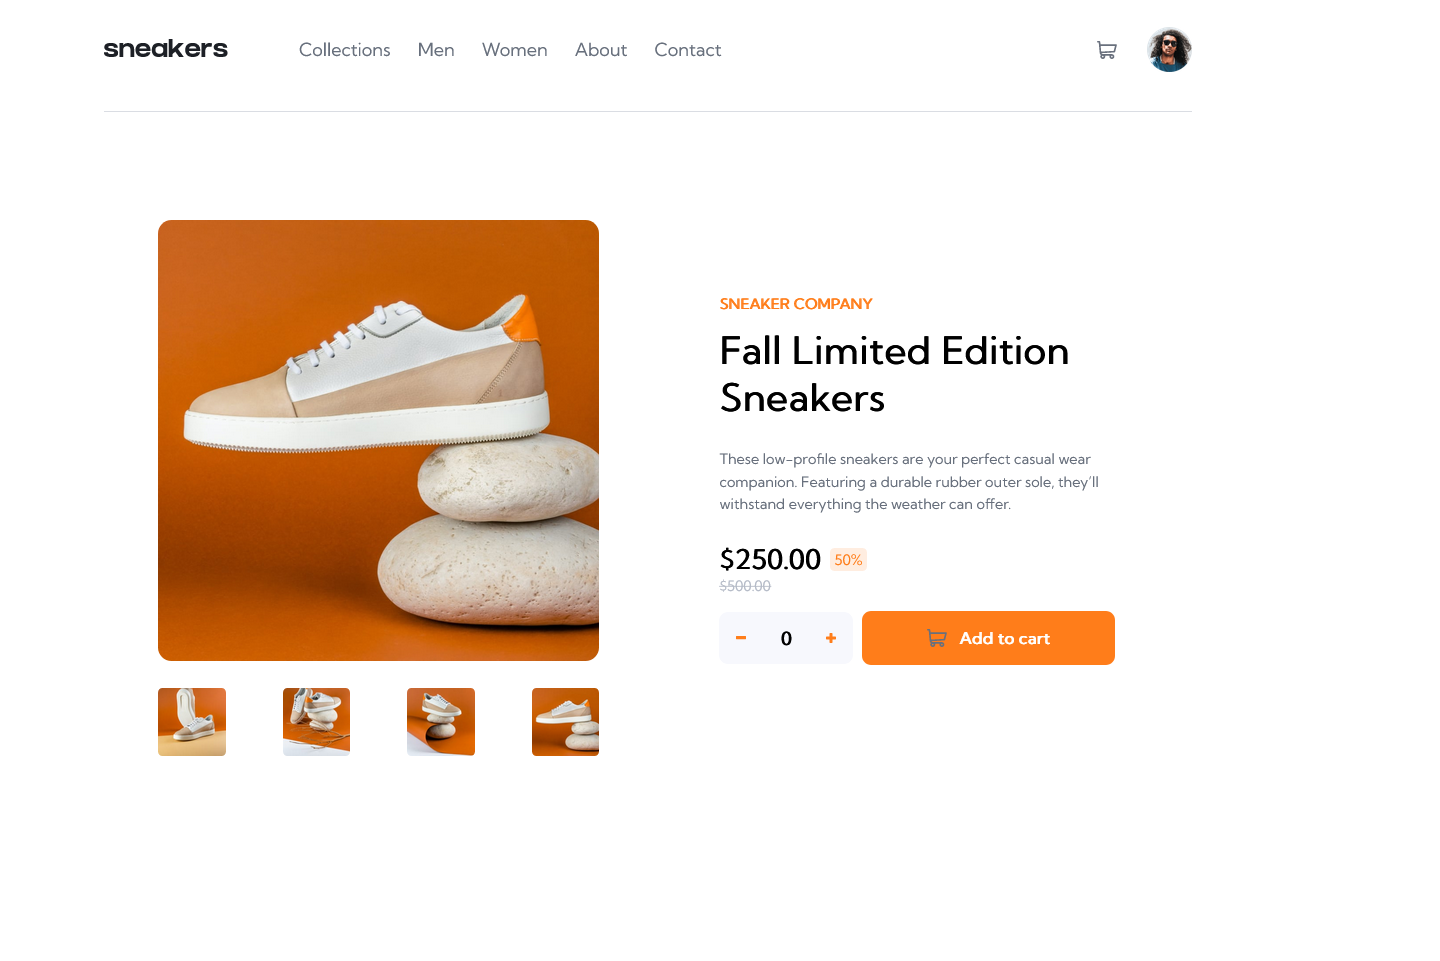 sneakers
Collections Men Women About Contact
SNEAKER COMPANY
Fall Limited Edition
Sneakers
These low-profile sneakers are your perfect casual wear
companion. Featuring a durable rubber outer sole, they’ll
withstand everything the weather can offer.
$250.00 50%
$500.00
- 0 + Add to cart